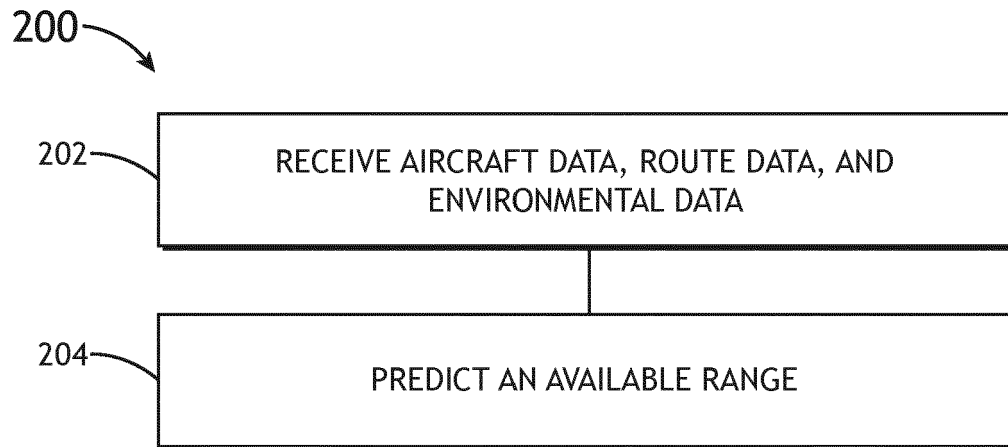 200
202
RECEIVE AIRCRAFT DATA, ROUTE DATA, AND
ENVIRONMENTAL DATA
204
PREDICT AN AVAILABLE RANGE